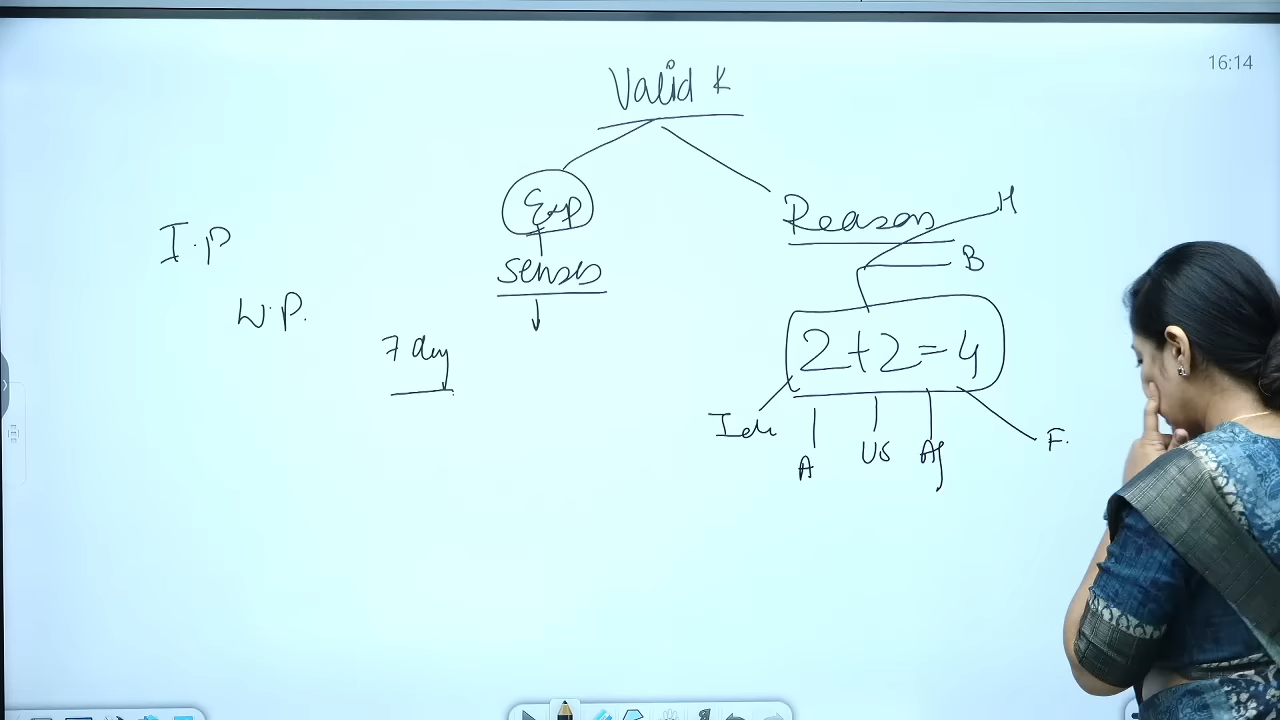 16:14
Valid K
Exp
Reason
H
I.P
senses
B
W.P.
7 day
2+2=4
A
US
F.